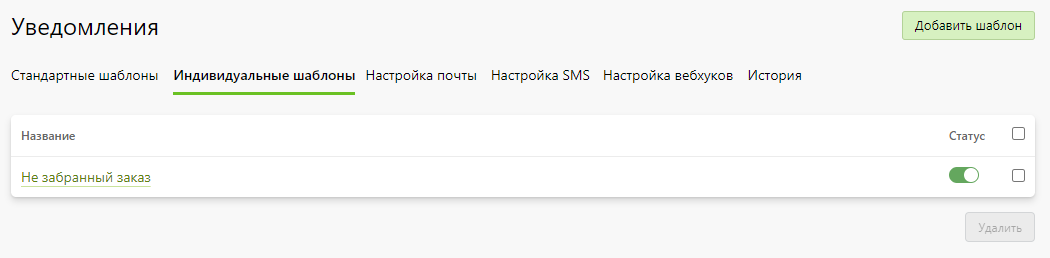 Уведомления
Добавить шаблон
Стандартные шаблоны Индивидуальные шаблоны Настройка почты Настройка SMS Настройка вебхуков История
Название Статус
Не забранный заказ
Удалить